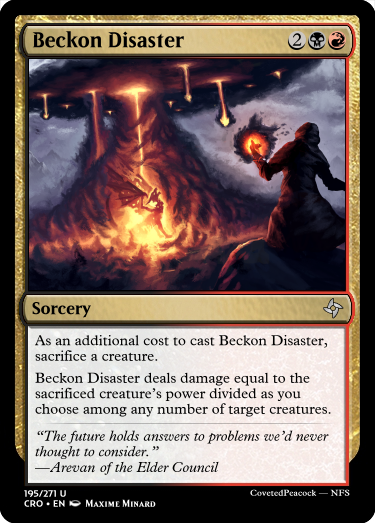 Beckon Disaster 2
Sorcery
As an additional cost to cast Beckon Disaster,
sacrifice a creature.
Beckon Disaster deals damage equal to the
sacrificed creature's power divided as you
choose among any number of target creatures.
“The future holds answers to problems we'd never
thought to consider.”
—Arevan of the Elder Council
195/271 U
CRO • EN MAXIME MINARD
CovetedPeacock — NFS